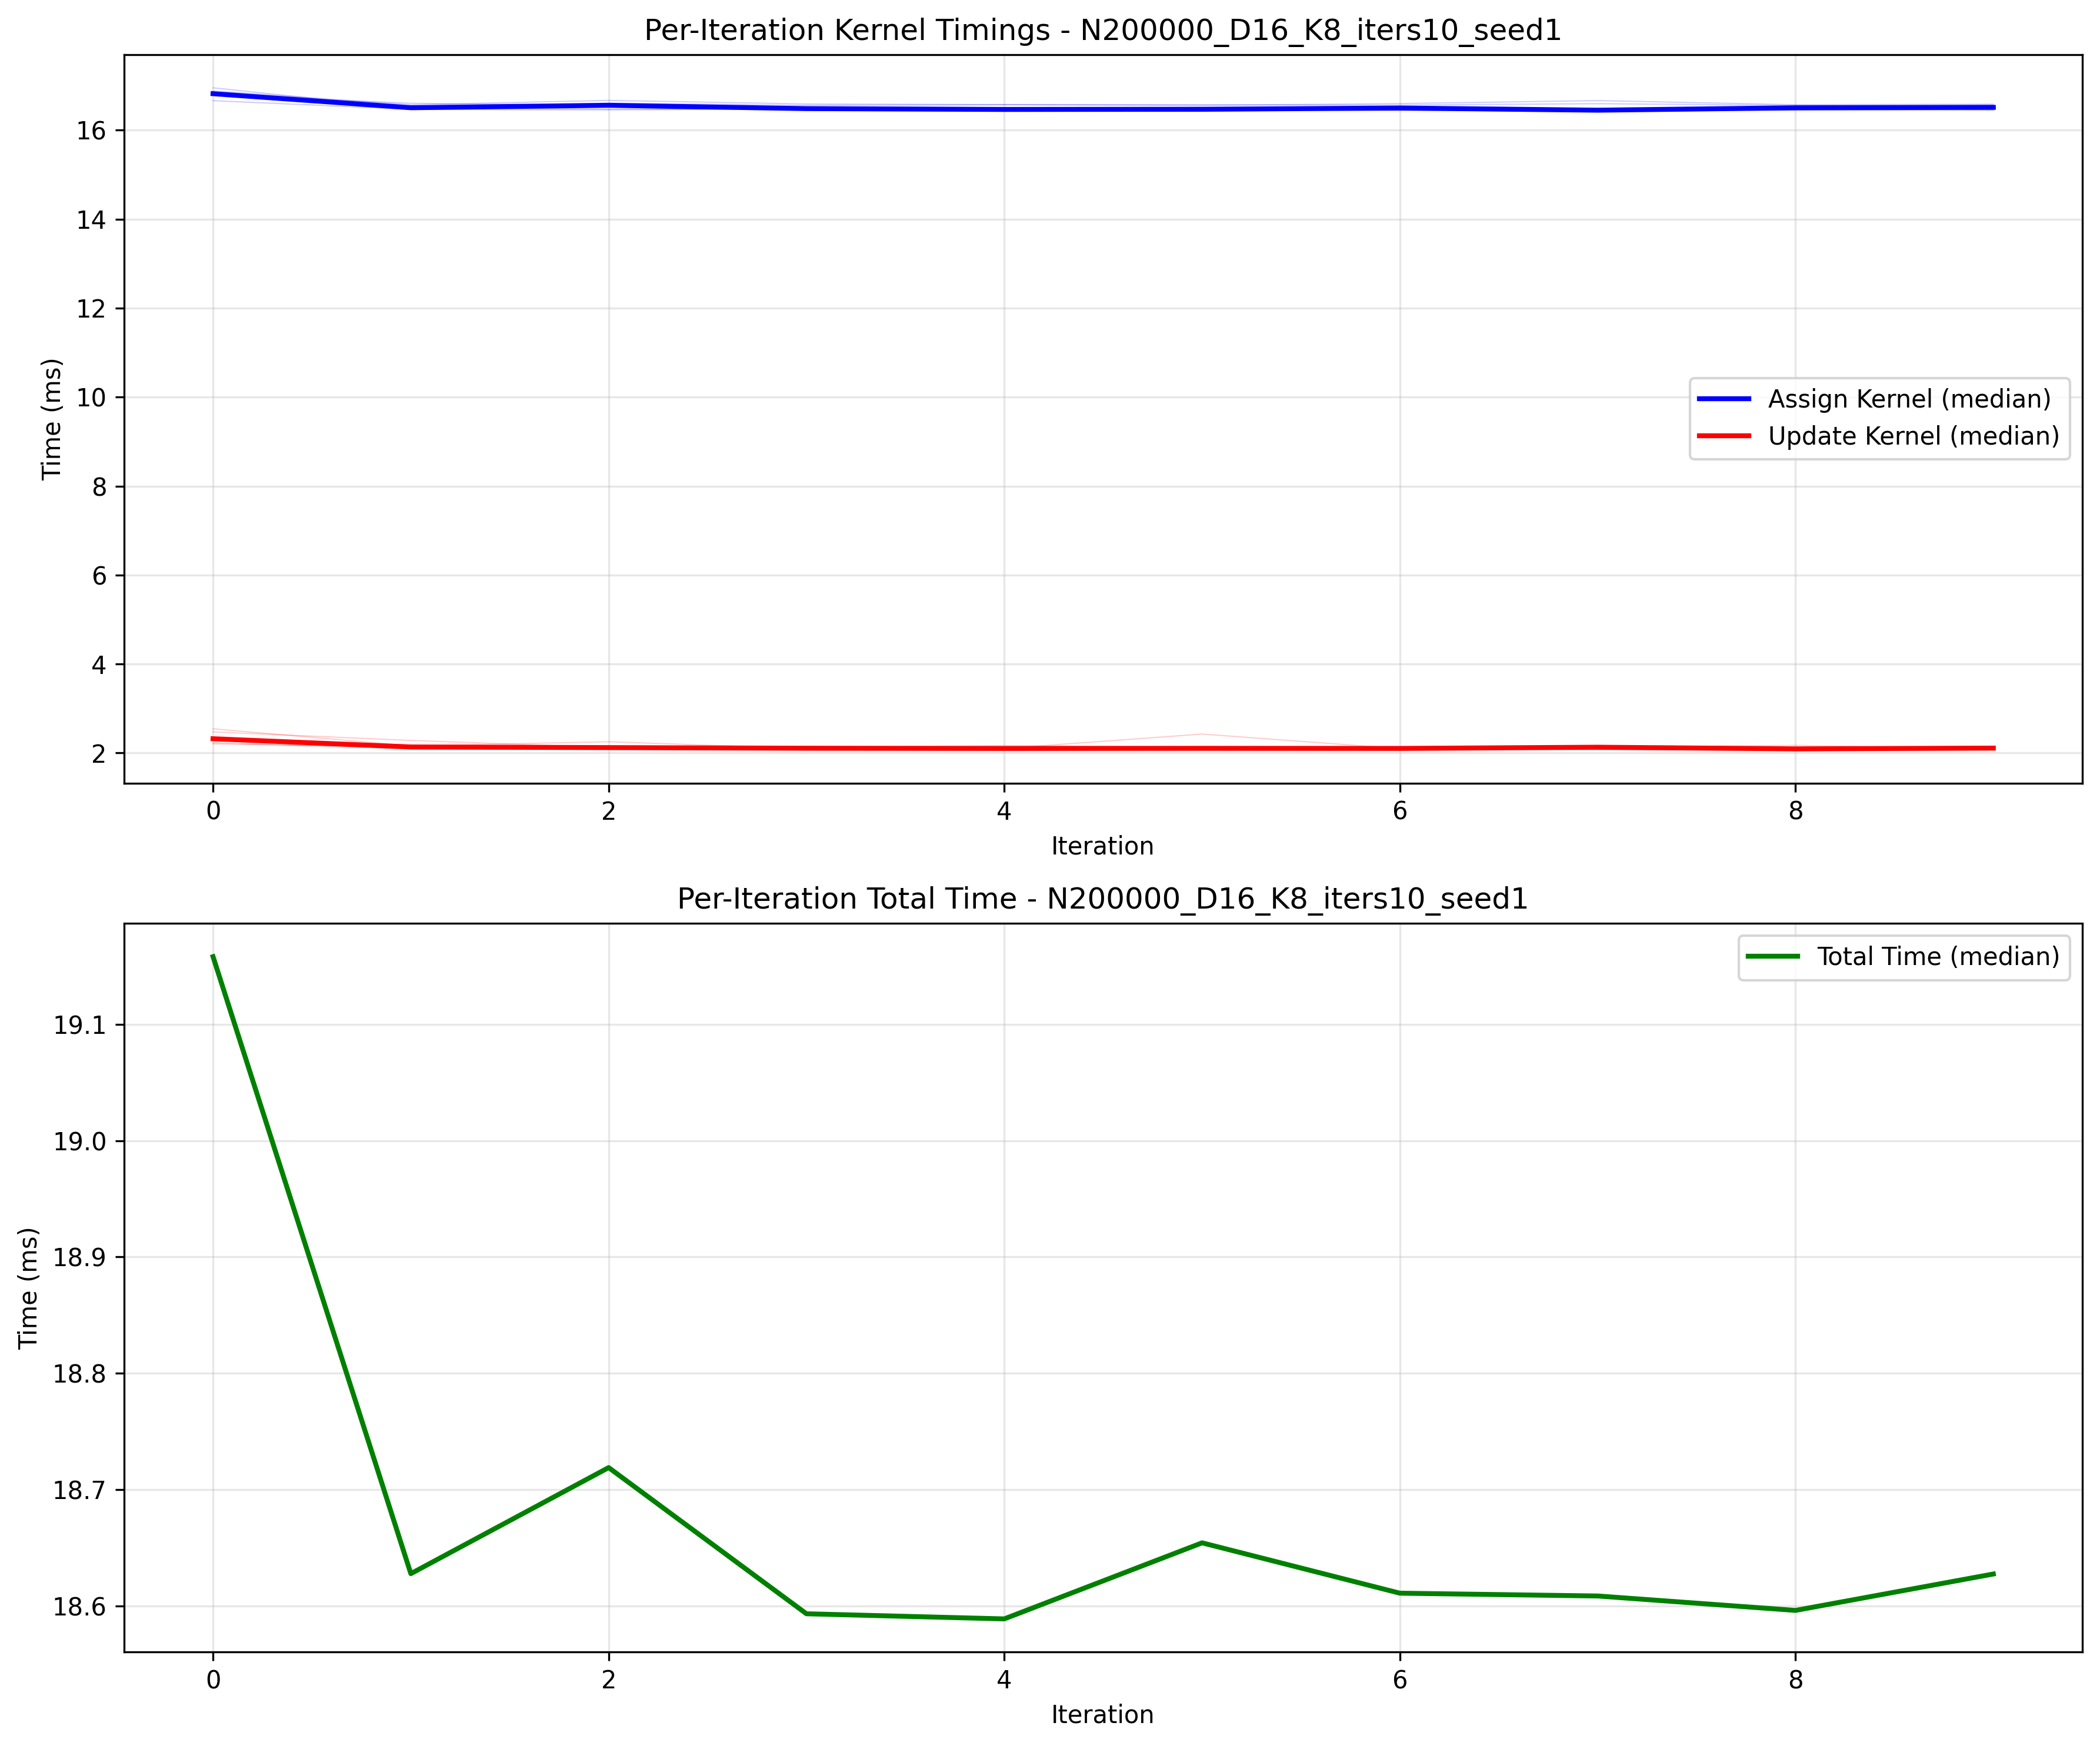 Per-Iteration Kernel Timings - N200000_D16_K8_iters10_seed1
16
14
12
10
8
6
4
2
Time (ms)
Assign Kernel (median)
Update Kernel (median)
0 2 4 6 8
Iteration
Per-Iteration Total Time - N200000_D16_K8_iters10_seed1
Total Time (median)
19.1
19.0
18.9
18.8
18.7
18.6
Time (ms)
0 2 4 6 8
Iteration